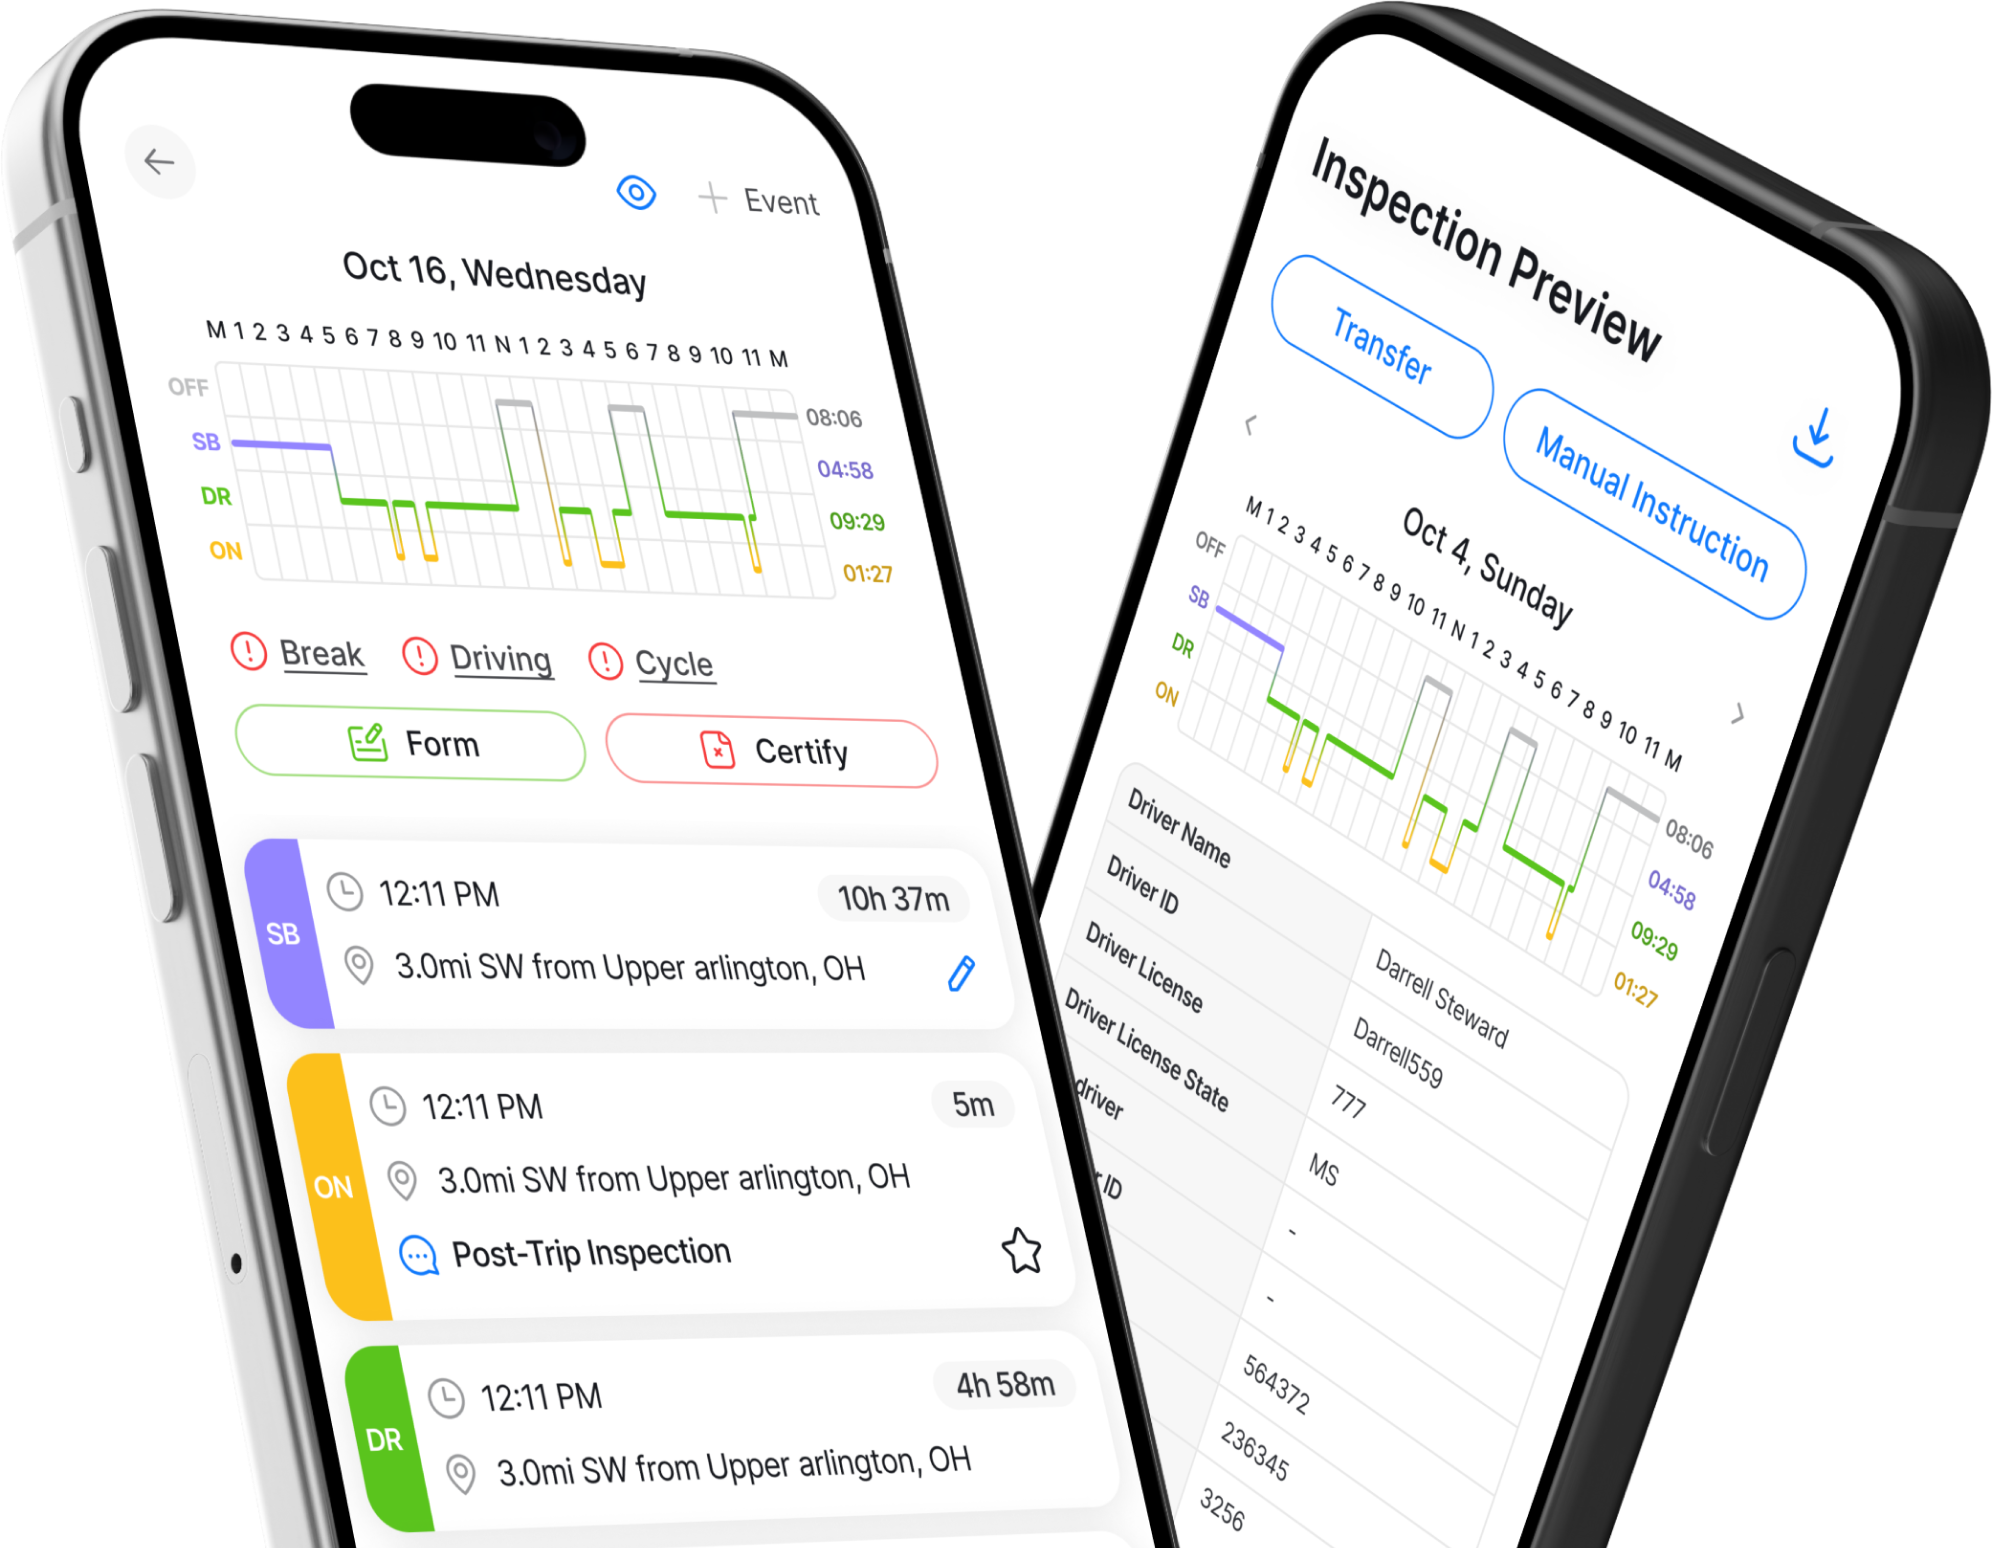 Event
Oct 16, Wednesday
M 1 2 3 4 5 6 7 8 9 10 11 N 1 2 3 4 5 6 7 8 9 10 11 M
OFF 08:06
SB 04:58
DR 09:29
ON 01:27
Break Driving Cycle
Form Certify
SB
12:11 PM 10h 37m
3.0mi SW from Upper arlington, OH
ON
12:11 PM 5m
3.0mi SW from Upper arlington, OH
Post-Trip Inspection
DR
12:11 PM 4h 58m
3.0mi SW from Upper arlington, OH
Inspection Preview
Transfer Manual Instruction
Oct 4, Sunday
M 1 2 3 4 5 6 7 8 9 10 11 N 1 2 3 4 5 6 7 8 9 10 11 M
OFF 08:06
SB 04:58
DR 09:29
ON 01:27
Driver Name Darrell Steward
Driver ID Darrell559
Driver License 777
Driver License State MS
driver -
r ID -
564372
236345
3256